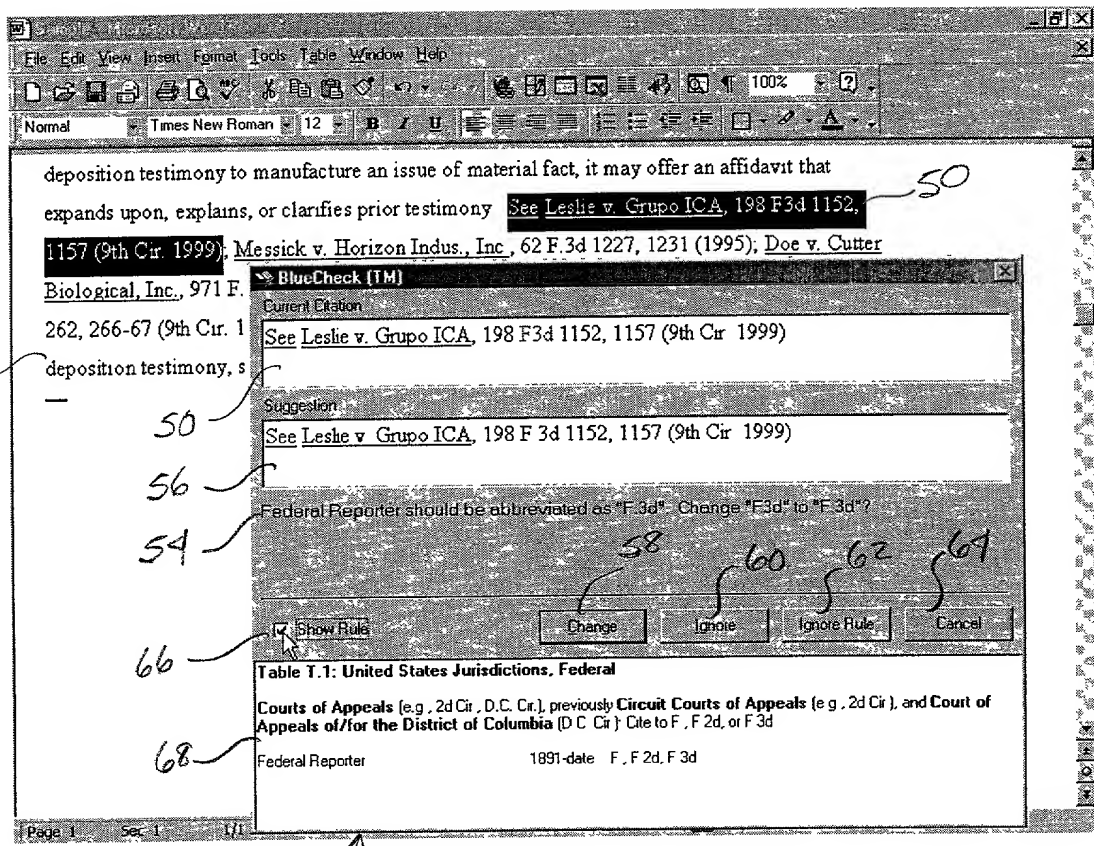 Sample - Microsoft Word
File Edit View Insert Format Tools Table Window Help
100%
Normal Times New Roman 12 B I U A
deposition testimony to manufacture an issue of material fact, it may offer an affidavit that
expands upon, explains, or clarifies prior testimony See Leslie v. Grupo ICA, 198 F3d 1152,
50
1157 (9th Cir. 1999); Messick v. Horizon Indus., Inc., 62 F.3d 1227, 1231 (1995); Doe v. Cutter
Biological, Inc., 971 F.
262, 266-67 (9th Cir. 1
deposition testimony, s
BlueCheck [TM]
Current Citation
See Leslie v. Grupo ICA, 198 F3d 1152, 1157 (9th Cir 1999)
50
Suggestion
See Leslie v Grupo ICA, 198 F 3d 1152, 1157 (9th Cir 1999)
56
Federal Reporter should be abbreviated as "F.3d". Change "F3d" to "F.3d"?
54
58 60 62 64
Show Rule Change Ignore Ignore Rule Cancel
66
Table T.1: United States Jurisdictions, Federal
Courts of Appeals (e.g , 2d Cir , D.C. Cir.), previously Circuit Courts of Appeals (e g , 2d Cir ), and Court of
Appeals of/for the District of Columbia (D C Cir ): Cite to F , F 2d, or F 3d
68
Federal Reporter 1891-date F , F 2d, F 3d
Page 1 Sec 1 1/1